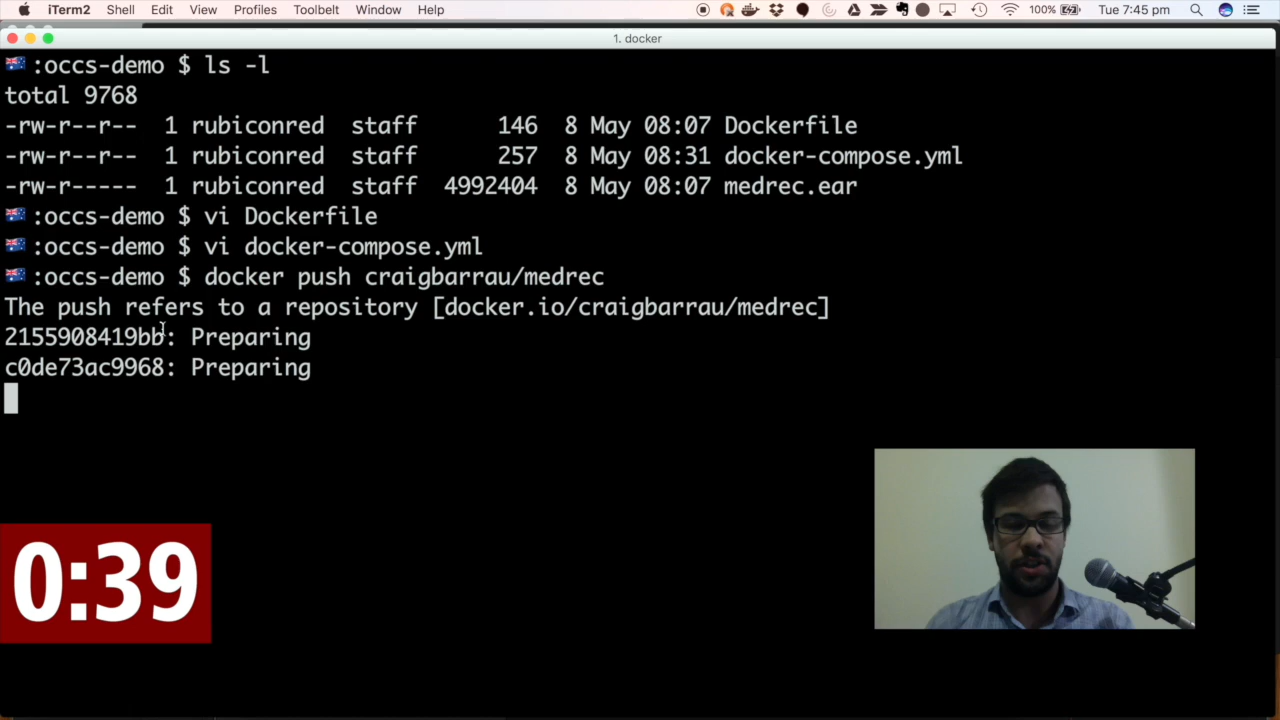 iTerm2 Shell Edit View Profiles Toolbelt Window Help 100% Tue 7:45 pm
1. docker
:occs-demo $ ls -l
total 9768
-rw-r--r-- 1 rubiconred staff 146 8 May 08:07 Dockerfile
-rw-r--r-- 1 rubiconred staff 257 8 May 08:31 docker-compose.yml
-rw-r----- 1 rubiconred staff 4992404 8 May 08:07 medrec.ear
:occs-demo $ vi Dockerfile
:occs-demo $ vi docker-compose.yml
:occs-demo $ docker push craigbarrau/medrec
The push refers to a repository [docker.io/craigbarrau/medrec]
2155908419bb: Preparing
c0de73ac9968: Preparing
0:39